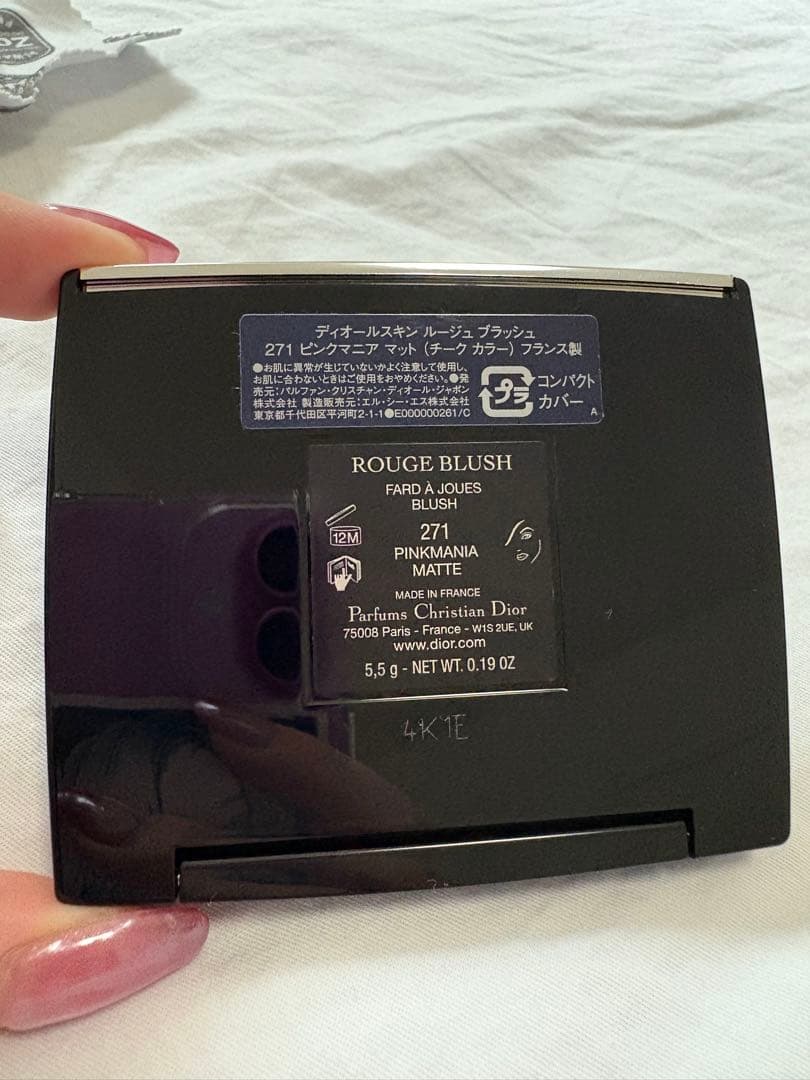 ディオールスキン ルージュ ブラッシュ
271 ピンクマニア マット（チーク カラー）フランス製
●お肌に異常が生じていないかよく注意して使用し、
お肌に合わないときはご使用をおやめください。●発
売元：パルファン・クリスチャン・ディオール・ジャポン
株式会社 製造販売元：エル・シー・エス株式会社
東京都千代田区平河町2-1-1●E000000261/C
プラ
コンパクト
カバー
A
ROUGE BLUSH
FARD À JOUES
BLUSH
12M
271
PINKMANIA
MATTE
MADE IN FRANCE
Parfums Christian Dior
75008 Paris - France - W1S 2UE, UK
www.dior.com
5,5 g - NET WT. 0.19 OZ
4K1E